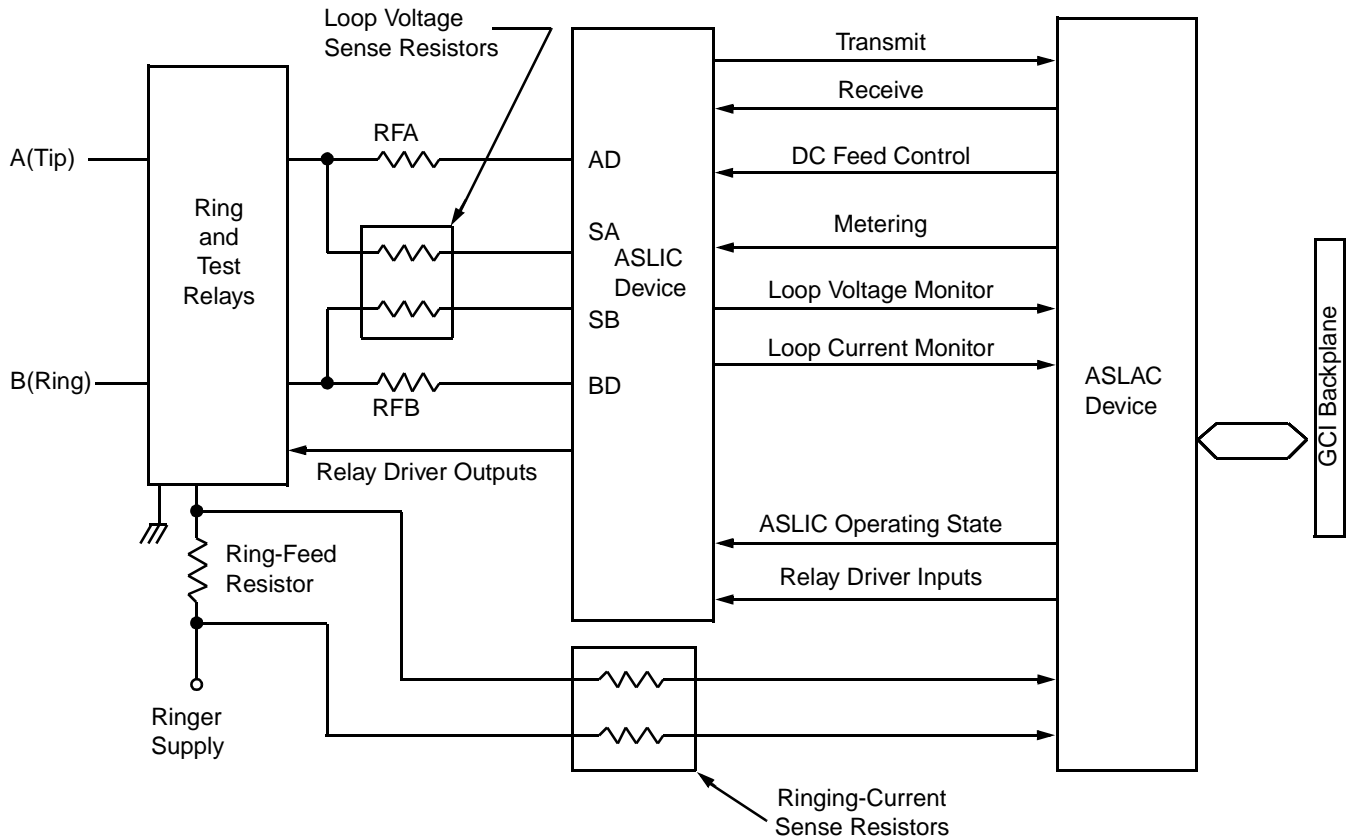 Loop Voltage
Sense Resistors
Transmit
Receive
RFA
A(Tip)
AD
DC Feed Control
Ring
and
Test
Relays
SA
ASLIC
Device
Metering
Loop Voltage Monitor
SB
Loop Current Monitor
B(Ring)
RFB
BD
ASLAC
Device
GCI Backplane
Relay Driver Outputs
ASLIC Operating State
Ring-Feed
Resistor
Relay Driver Inputs
Ringer
Supply
Ringing-Current
Sense Resistors